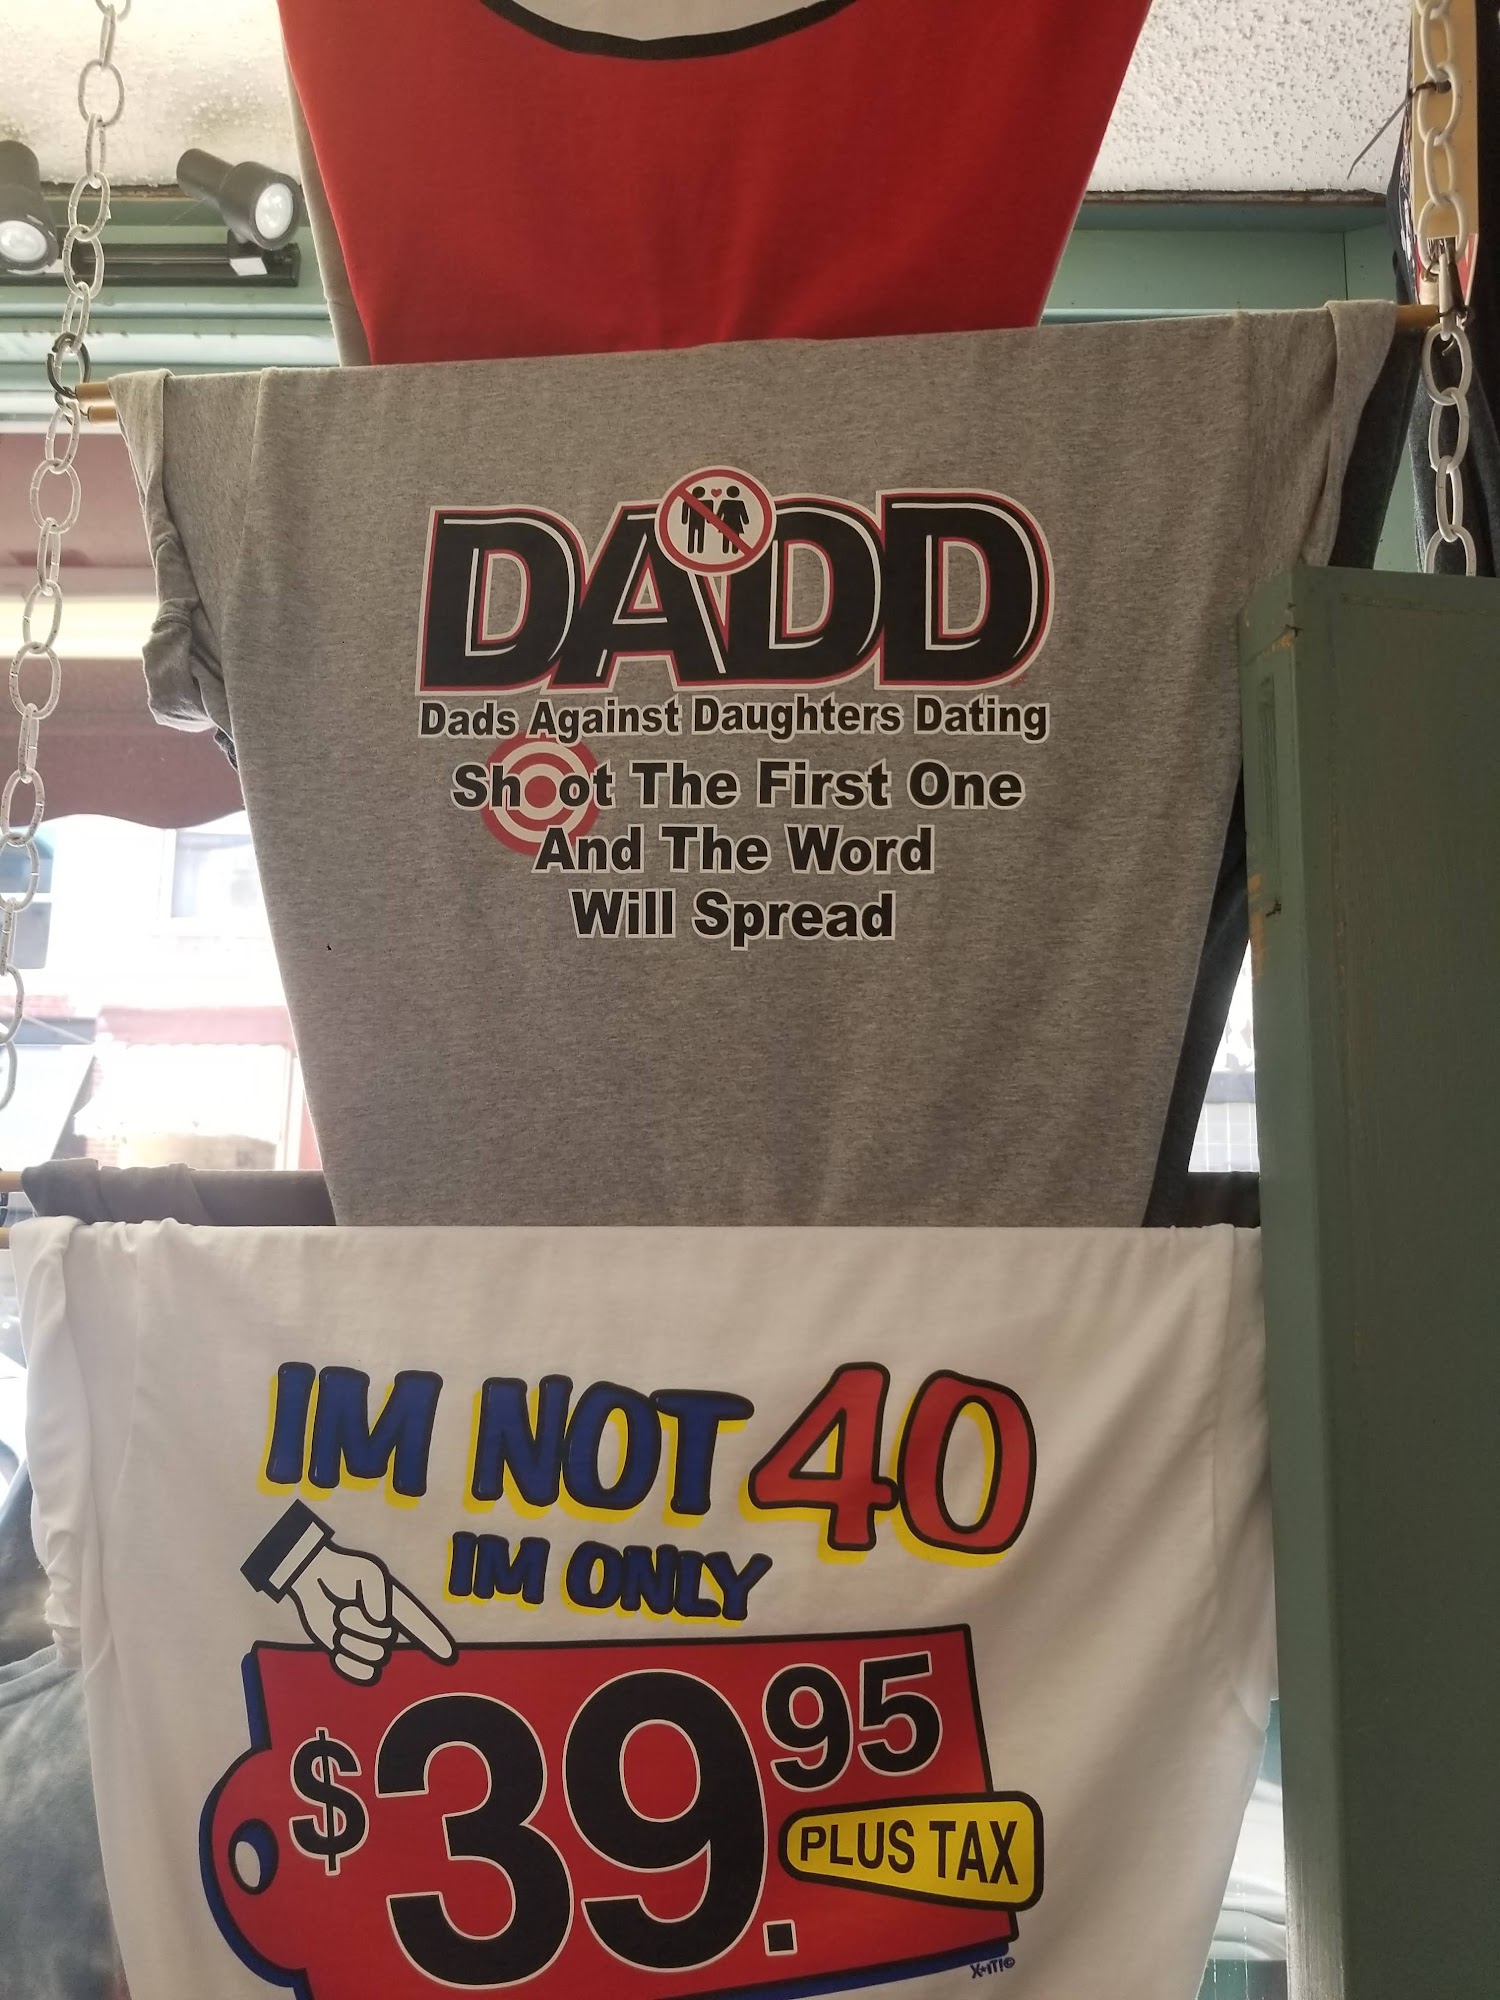 DADD
Dads Against Daughters Dating
Shoot The First One
And The Word
Will Spread
IM NOT 40
IM ONLY
$39.95
PLUS TAX
X*IT!©